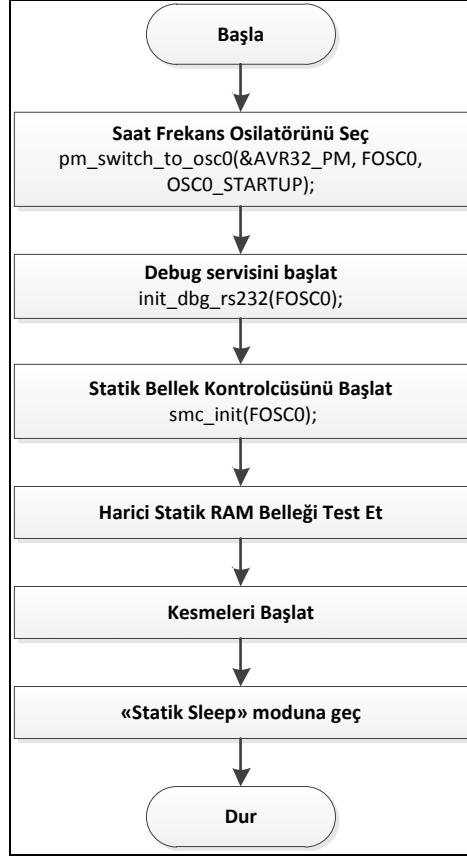 Başla
Saat Frekans Osilatörünü Seç
pm_switch_to_osc0(&AVR32_PM, FOSC0,
OSC0_STARTUP);
Debug servisini başlat
init_dbg_rs232(FOSC0);
Statik Bellek Kontrolcüsünü Başlat
smc_init(FOSC0);
Harici Statik RAM Belleği Test Et
Kesmeleri Başlat
«Statik Sleep» moduna geç
Dur